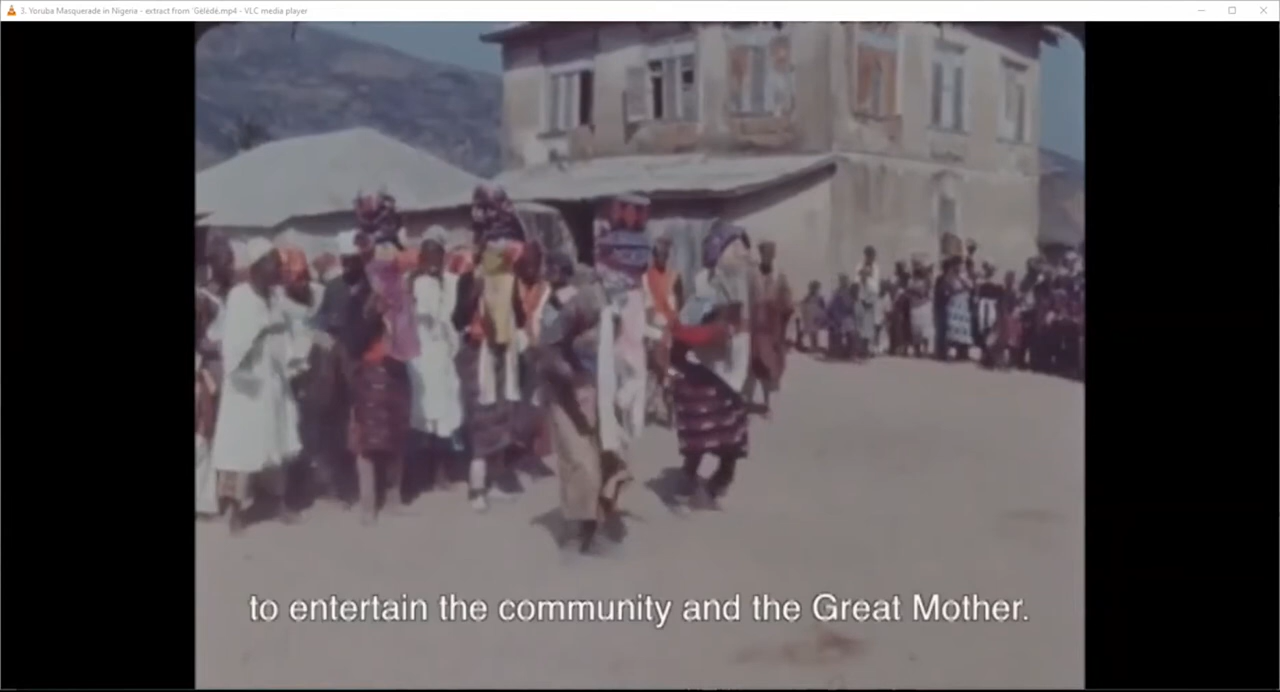 3. Yoruba Masquerade in Nigeria - extract from 'Gèlèdé.mp4 - VLC media player
to entertain the community and the Great Mother.